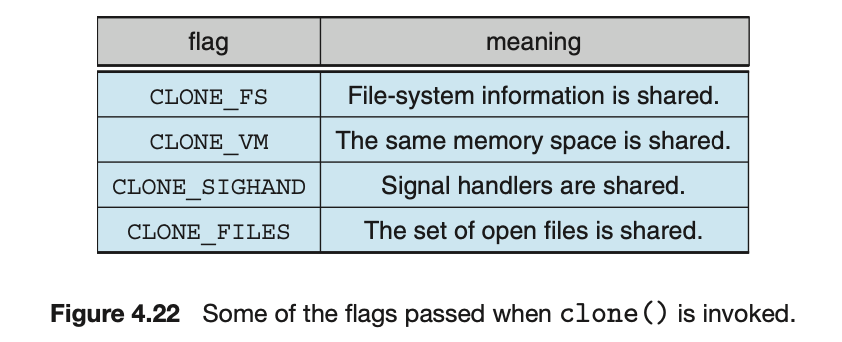 flag meaning
CLONE_FS File-system information is shared.
CLONE_VM The same memory space is shared.
CLONE_SIGHAND Signal handlers are shared.
CLONE_FILES The set of open files is shared.
Figure 4.22 Some of the flags passed when clone() is invoked.